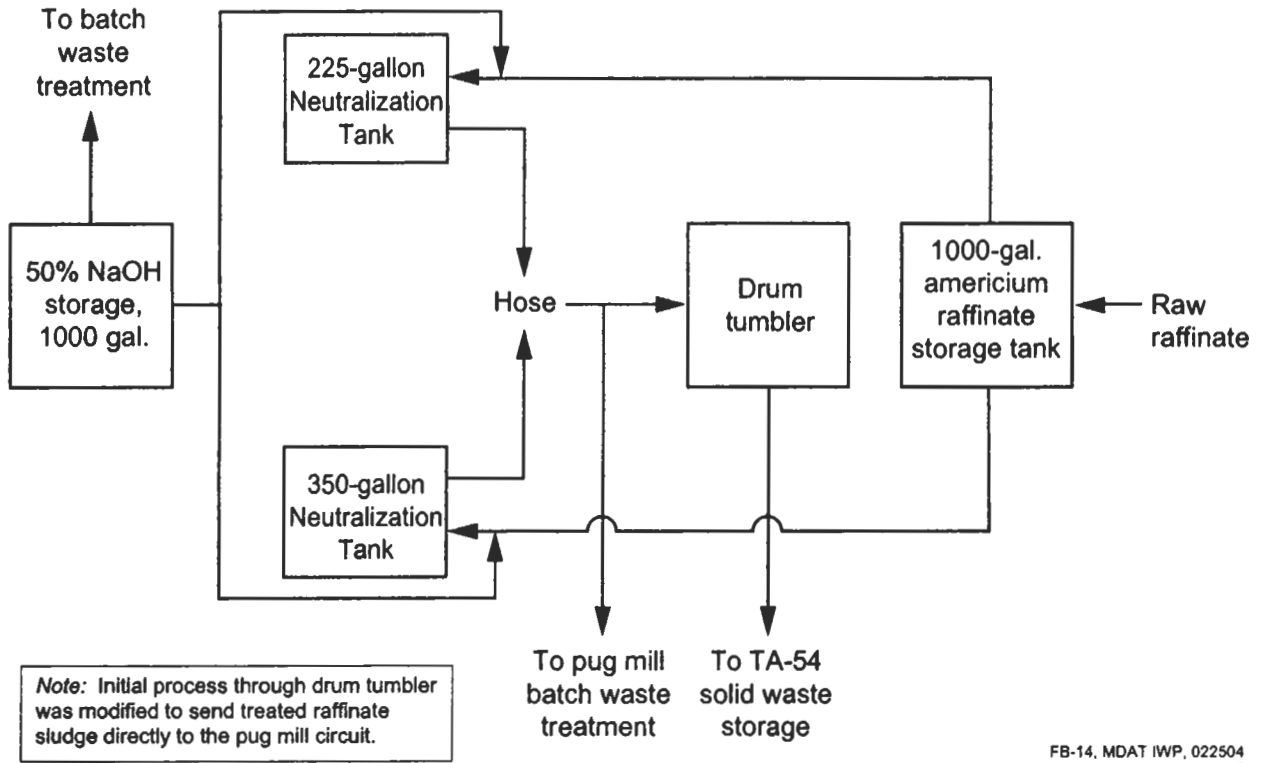 To batch
waste
treatment
225-gallon
Neutralization
Tank
50% NaOH
storage,
1000 gal.
Hose
Drum
tumbler
1000-gal.
americium
raffinate
storage tank
Raw
raffinate
350-gallon
Neutralization
Tank
To pug mill
batch waste
treatment
To TA-54
solid waste
storage
Note: Initial process through drum tumbler
was modified to send treated raffinate
sludge directly to the pug mill circuit.
FB-14, MDAT IWP, 022504